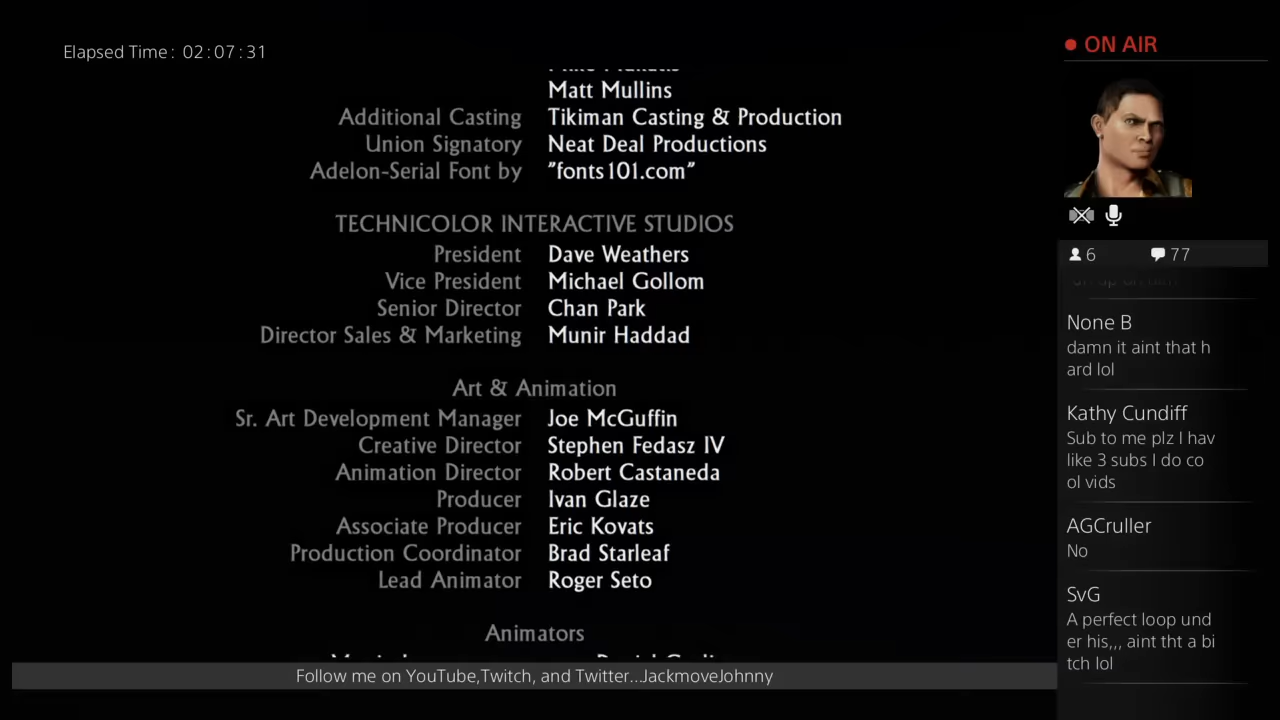 Elapsed Time: 02:07:31
Matt Mullins
Additional Casting Tikiman Casting & Production
Union Signatory Neat Deal Productions
Adelon-Serial Font by "fonts101.com"
TECHNICOLOR INTERACTIVE STUDIOS
President Dave Weathers
Vice President Michael Gollom
Senior Director Chan Park
Director Sales & Marketing Munir Haddad
Art & Animation
Sr. Art Development Manager Joe McGuffin
Creative Director Stephen Fedasz IV
Animation Director Robert Castaneda
Producer Ivan Glaze
Associate Producer Eric Kovats
Production Coordinator Brad Starleaf
Lead Animator Roger Seto
Animators
Follow me on YouTube,Twitch, and Twitter...JackmoveJohnny
ON AIR
6 77
None B
damn it aint that h
ard lol
Kathy Cundiff
Sub to me plz I hav
like 3 subs I do co
ol vids
AGCruller
No
SvG
A perfect loop und
er his,,, aint tht a bi
tch lol